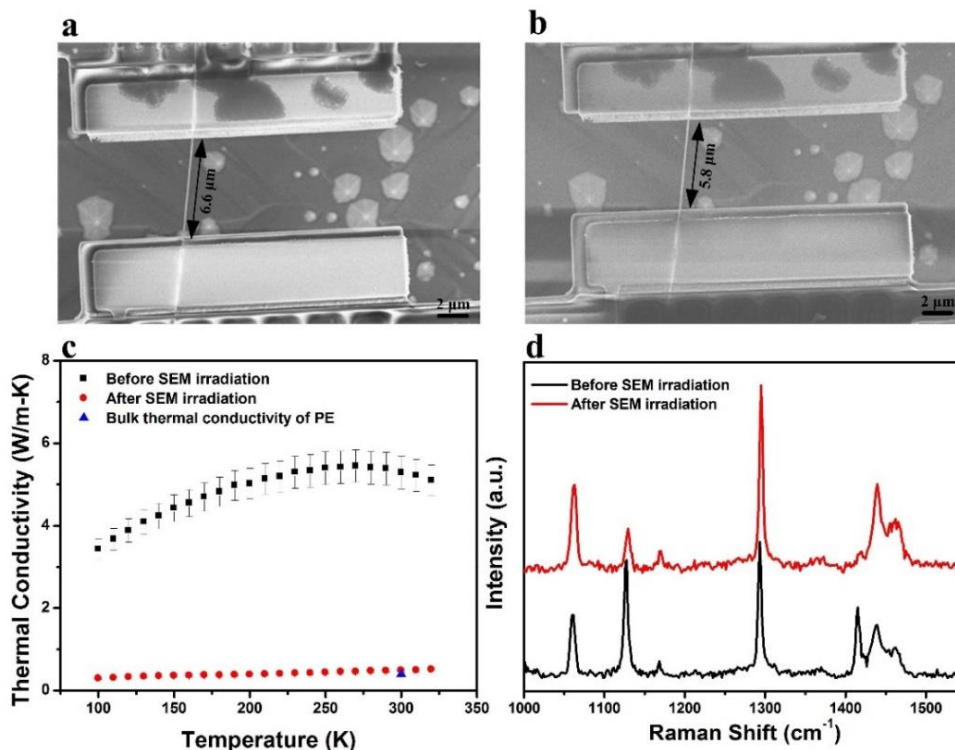 a
b
6.6 µm
5.8 µm
2 µm
2 µm
c
d
8
6
4
2
0
Thermal Conductivity (W/m-K)
Before SEM irradiation
After SEM irradiation
Bulk thermal conductivity of PE
100 150 200 250 300 350
Temperature (K)
Intensity (a.u.)
Before SEM irradiation
After SEM irradiation
1000 1100 1200 1300 1400 1500
Raman Shift (cm⁻¹)